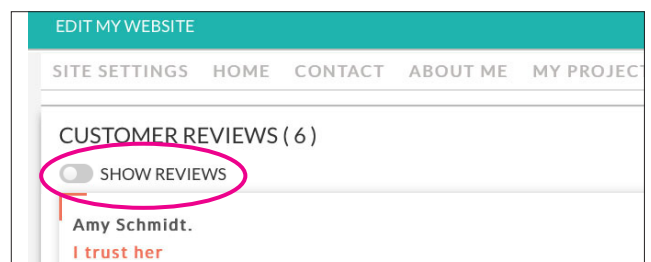 EDIT MY WEBSITE
SITE SETTINGS HOME CONTACT ABOUT ME MY PROJECT
CUSTOMER REVIEWS ( 6 )
SHOW REVIEWS
Amy Schmidt.
I trust her